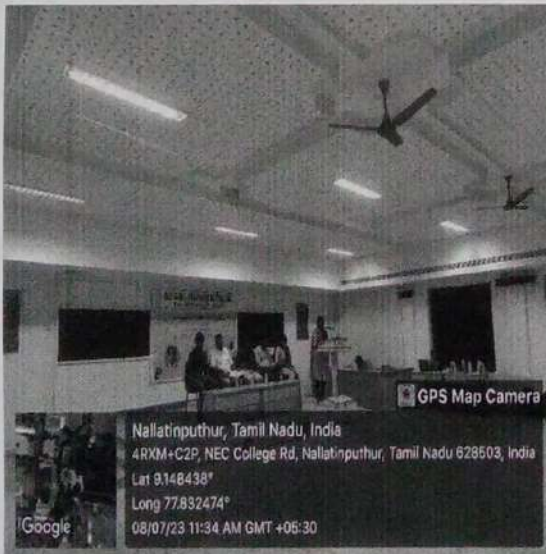 GPS Map Camera
Nallatinputhur, Tamil Nadu, India
4RXM+C2P, NEC College Rd, Nallatinputhur, Tamil Nadu 628503, India
Lat 9.148438°
Long 77.832474°
08/07/23 11:34 AM GMT +05:30
Google